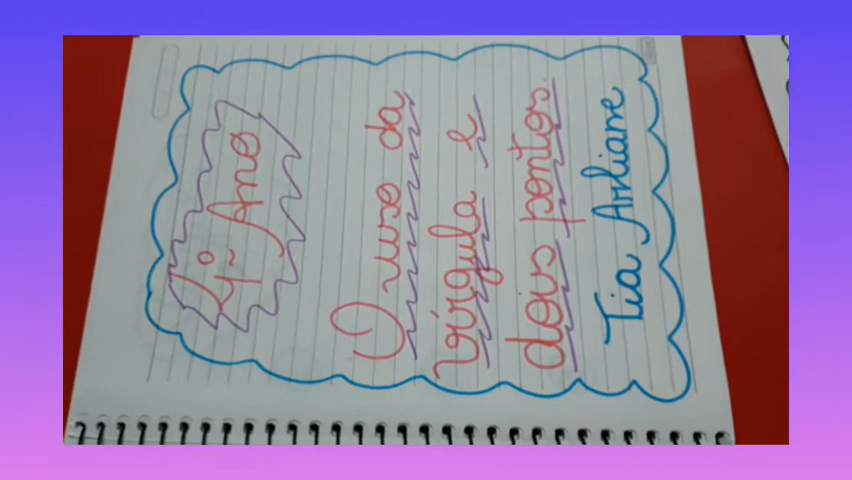 4º Ano
O uso da
vírgula e
dois pontos.
Tia Arliane